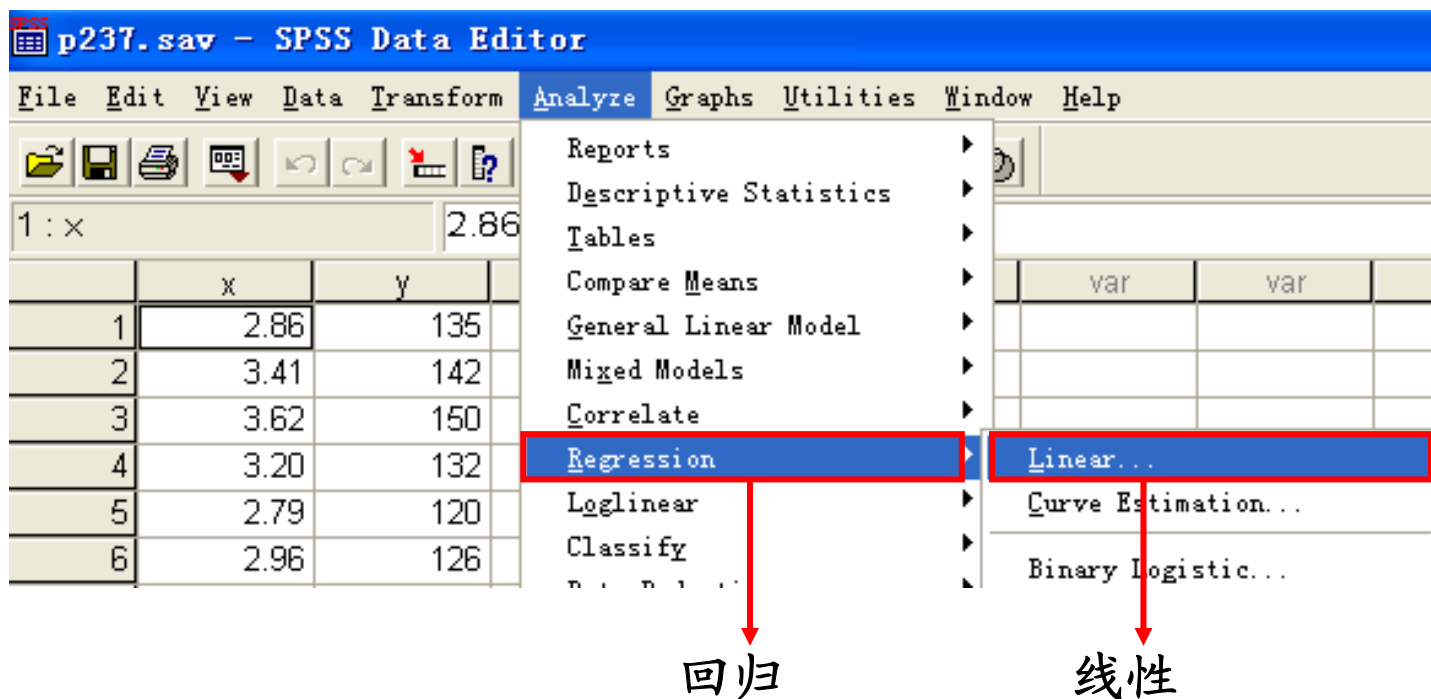 SPSS
p237.sav - SPSS Data Editor
File Edit View Data Transform Analyze Graphs Utilities Window Help
1 : x 2.86
x y var var
1 2.86 135
2 3.41 142
3 3.62 150
4 3.20 132
5 2.79 120
6 2.96 126
Reports
Descriptive Statistics
Tables
Compare Means
General Linear Model
Mixed Models
Correlate
Regression
Loglinear
Classify
Linear...
Curve Estimation...
Binary Logistic...
回归
线性